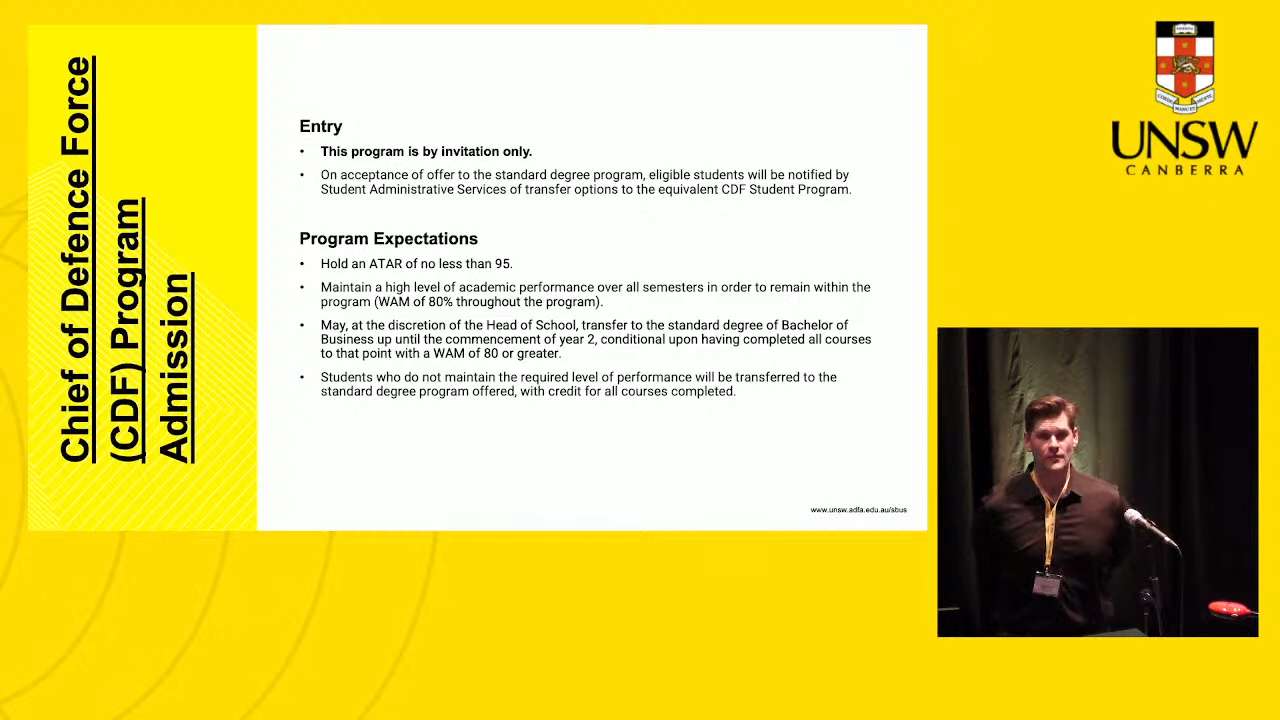 Chief of Defence Force
(CDF) Program
Admission
Entry
• This program is by invitation only.
• On acceptance of offer to the standard degree program, eligible students will be notified by
Student Administrative Services of transfer options to the equivalent CDF Student Program.
Program Expectations
• Hold an ATAR of no less than 95.
• Maintain a high level of academic performance over all semesters in order to remain within the
program (WAM of 80% throughout the program).
• May, at the discretion of the Head of School, transfer to the standard degree of Bachelor of
Business up until the commencement of year 2, conditional upon having completed all courses
to that point with a WAM of 80 or greater.
• Students who do not maintain the required level of performance will be transferred to the
standard degree program offered, with credit for all courses completed.
www.unsw.adfa.edu.au/sbus
UNSW
CANBERRA